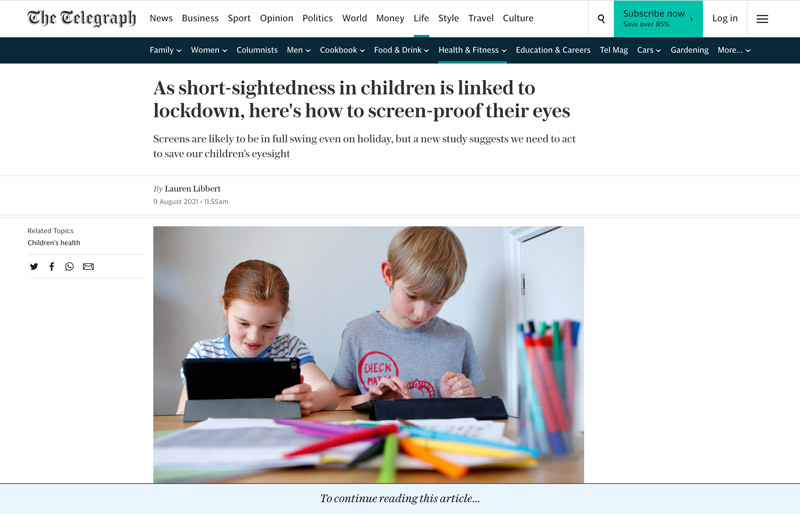 The Telegraph
News Business Sport Opinion Politics World Money Life Style Travel Culture
Subscribe now
Save over 85%
Log in
Family Women Columnists Men Cookbook Food & Drink Health & Fitness Education & Careers Tel Mag Cars Gardening More...
As short-sightedness in children is linked to
lockdown, here's how to screen-proof their eyes
Screens are likely to be in full swing even on holiday, but a new study suggests we need to act
to save our children's eyesight
By Lauren Libbert
9 August 2021 • 11:55am
Related Topics
Children's health
CHECK
MATE
To continue reading this article...